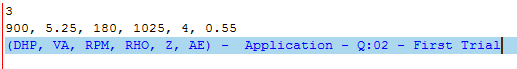 3
900, 5.25, 180, 1025, 4, 0.55
(DHP, VA, RPM, RHO, Z, AE) -  Application - Q:02 - First Trial